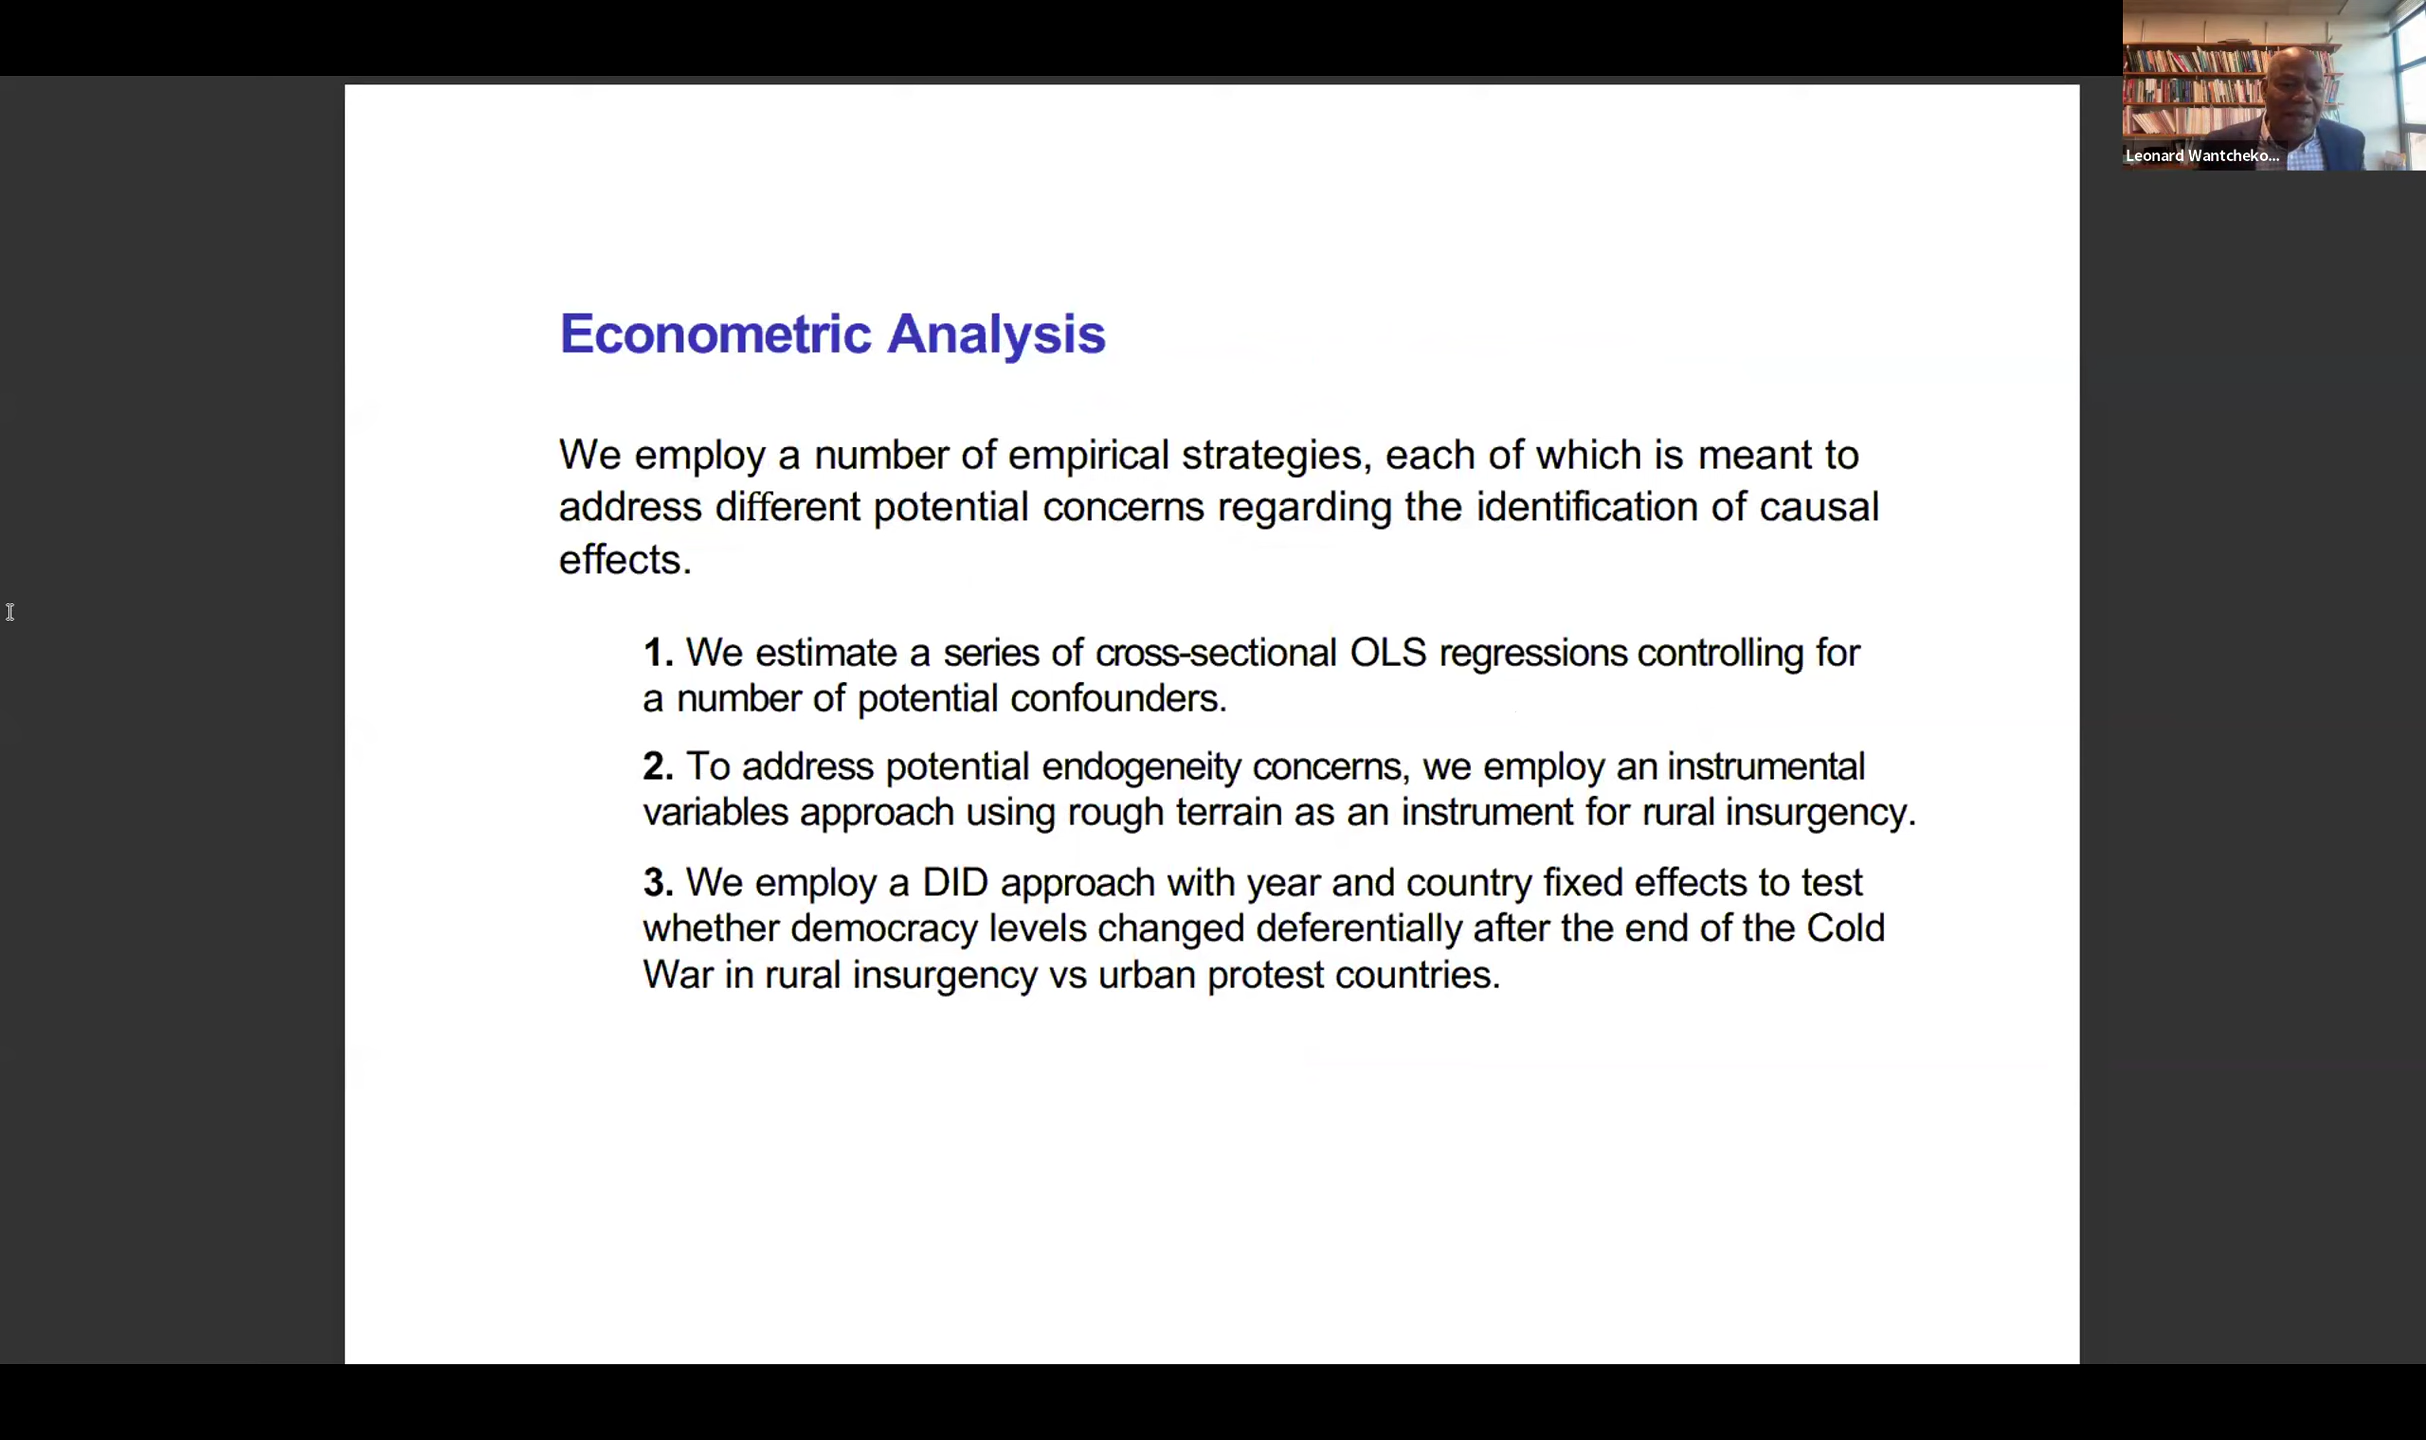 Leonard Wantcheko...
Econometric Analysis
We employ a number of empirical strategies, each of which is meant to
address different potential concerns regarding the identification of causal
effects.
1. We estimate a series of cross-sectional OLS regressions controlling for
a number of potential confounders.
2. To address potential endogeneity concerns, we employ an instrumental
variables approach using rough terrain as an instrument for rural insurgency.
3. We employ a DID approach with year and country fixed effects to test
whether democracy levels changed deferentially after the end of the Cold
War in rural insurgency vs urban protest countries.